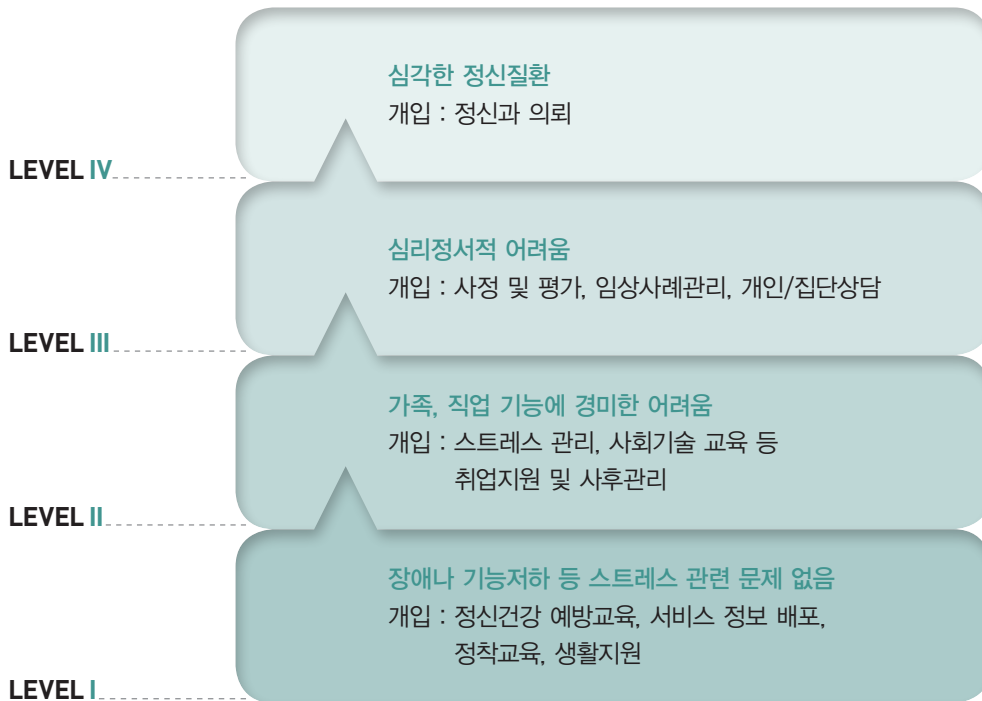 심각한 정신질환
개입 : 정신과 의뢰
LEVEL IV
심리정서적 어려움
개입 : 사정 및 평가, 임상사례관리, 개인/집단상담
LEVEL III
가족, 직업 기능에 경미한 어려움
개입 : 스트레스 관리, 사회기술 교육 등
취업지원 및 사후관리
LEVEL II
장애나 기능저하 등 스트레스 관련 문제 없음
개입 : 정신건강 예방교육, 서비스 정보 배포,
정착교육, 생활지원
LEVEL I